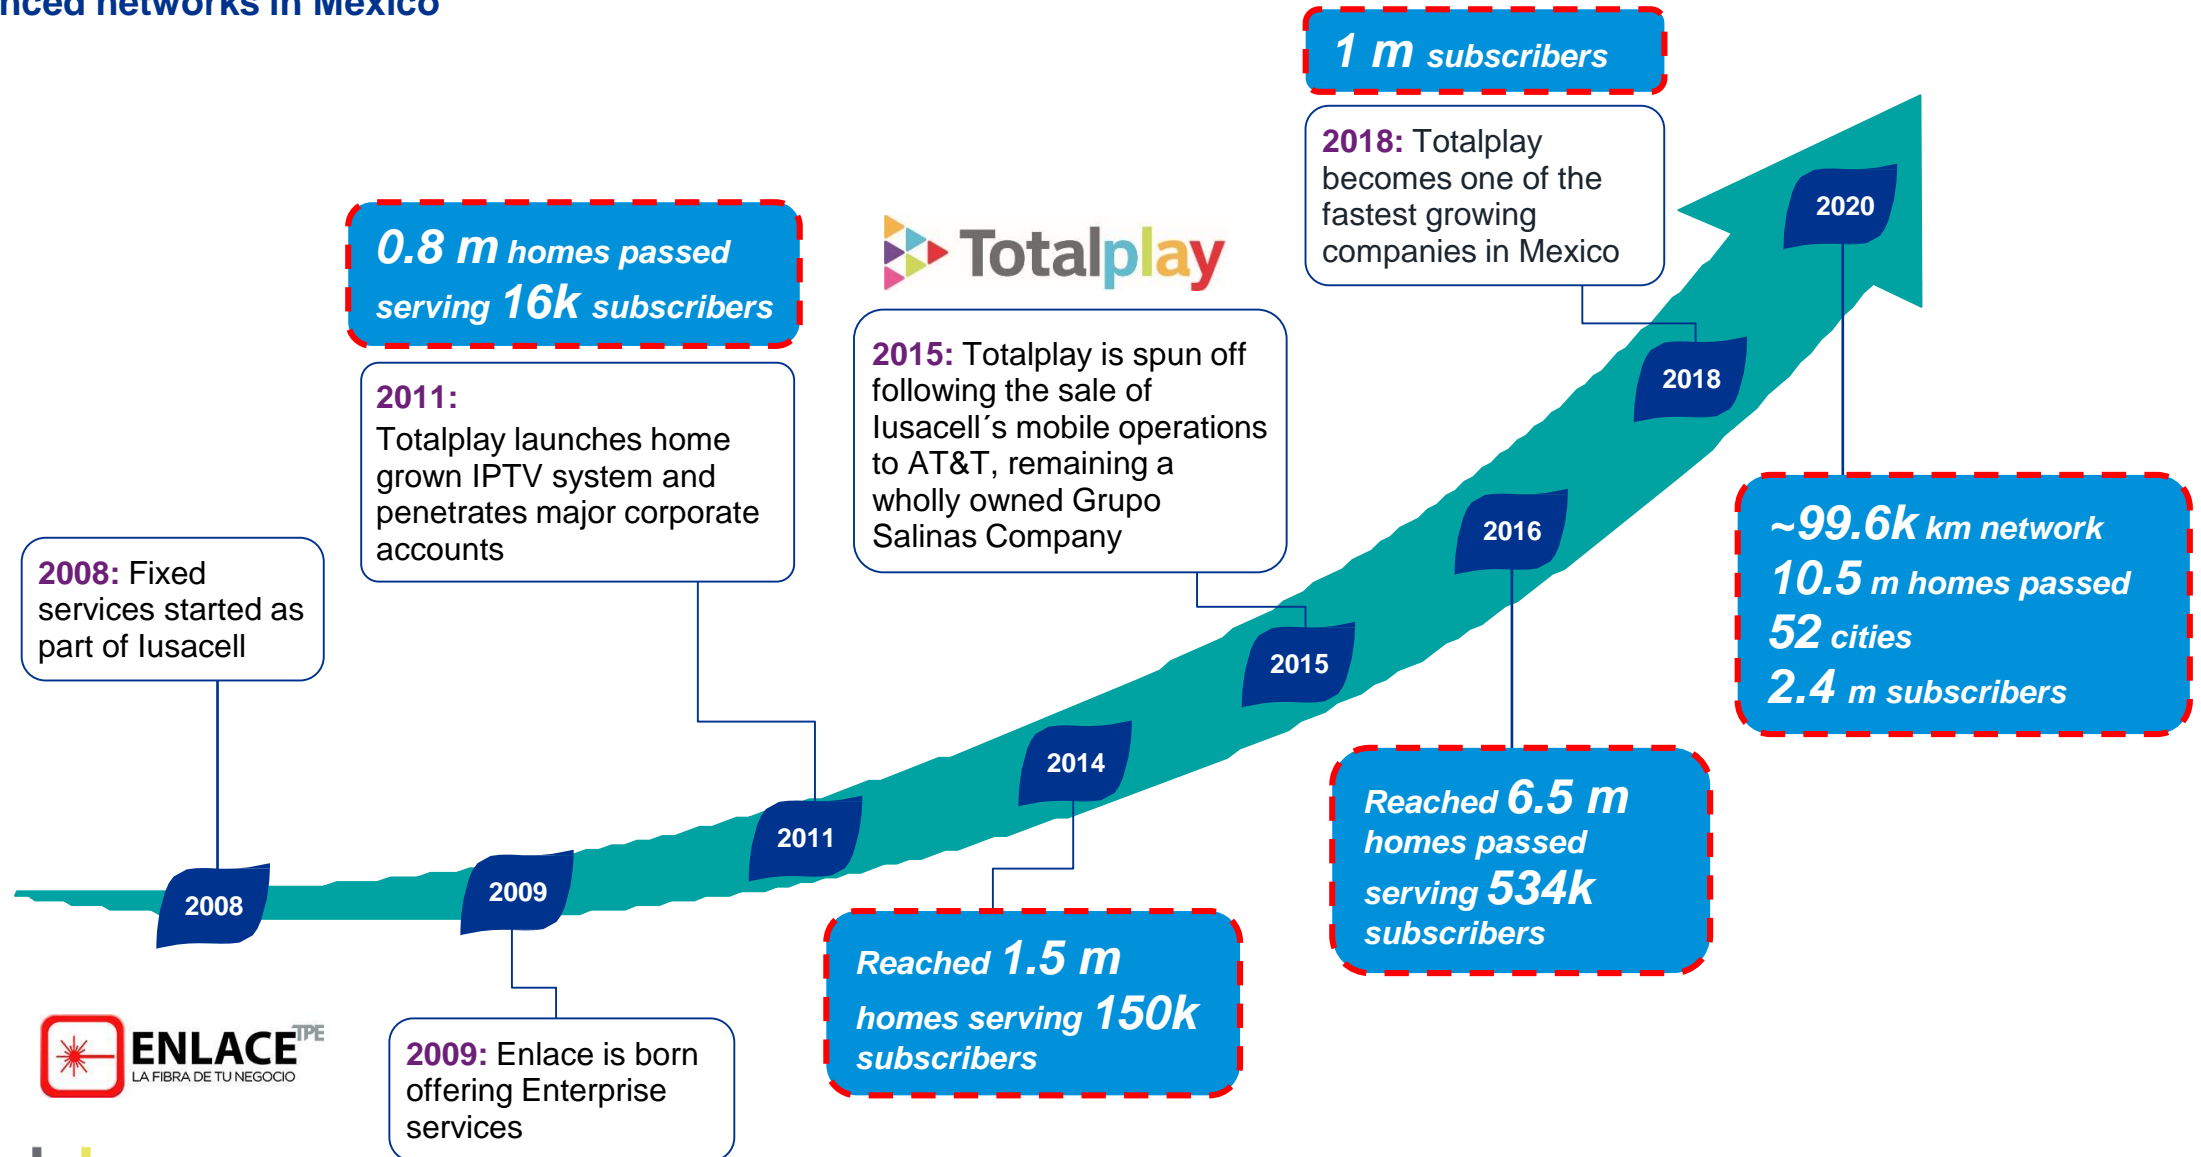 nced networks in Mexico
1 m subscribers
2018: Totalplay
becomes one of the
fastest growing
companies in Mexico
2020
0.8 m homes passed
serving 16k subscribers
Totalplay
2011:
Totalplay launches home
grown IPTV system and
penetrates major corporate
accounts
2015: Totalplay is spun off
following the sale of
Iusacell´s mobile operations
to AT&T, remaining a
wholly owned Grupo
Salinas Company
2018
2016
~99.6k km network
10.5 m homes passed
52 cities
2.4 m subscribers
2008: Fixed
services started as
part of Iusacell
2015
2014
2011
2009
2008
Reached 6.5 m
homes passed
serving 534k
subscribers
Reached 1.5 m
homes serving 150k
subscribers
ENLACE TPE
LA FIBRA DE TU NEGOCIO
2009: Enlace is born
offering Enterprise
services